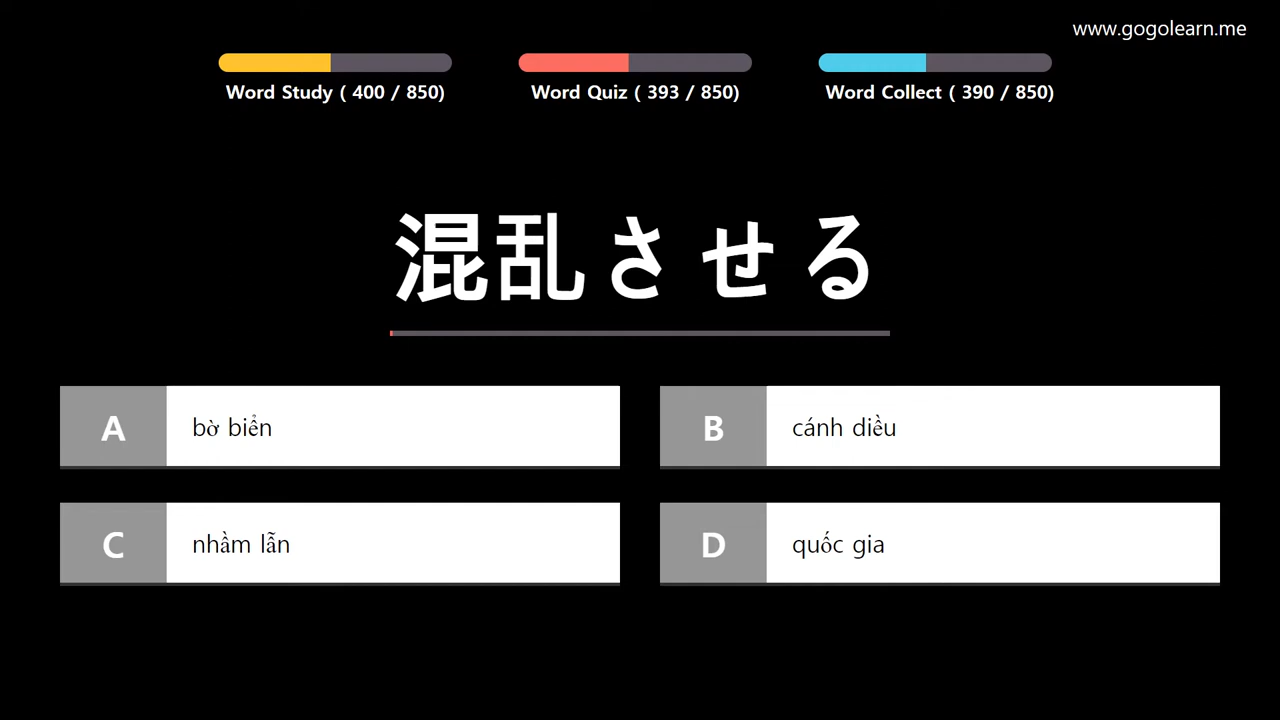 www.gogolearn.me
Word Study ( 400 / 850)
Word Quiz ( 393 / 850)
Word Collect ( 390 / 850)
混乱させる
A bờ biển
B cánh diều
C nhầm lẫn
D quốc gia